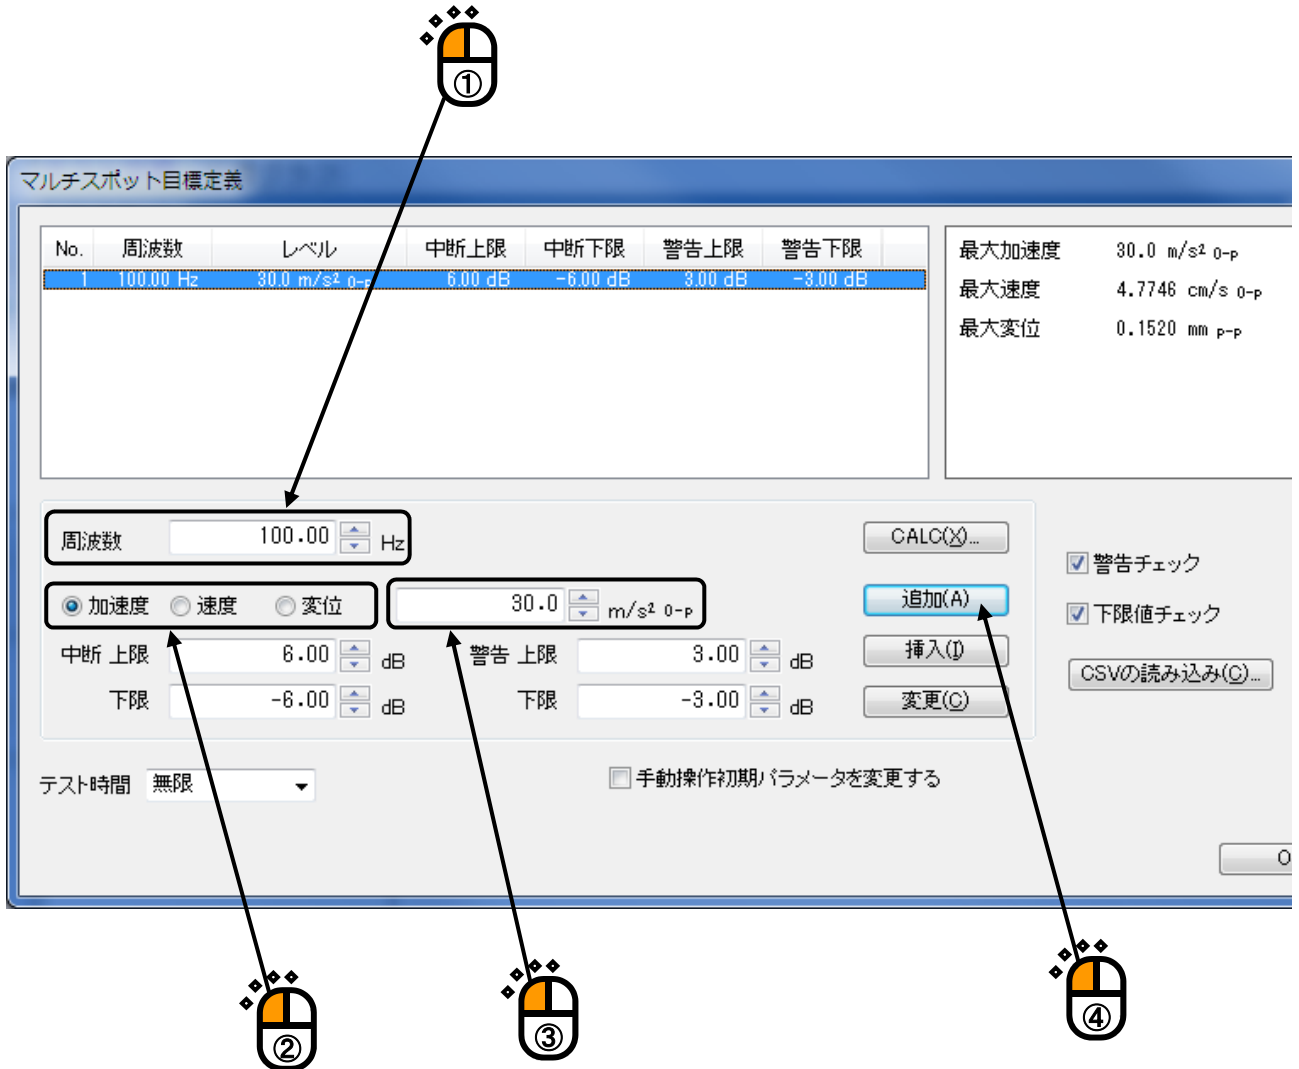 ①
マルチスポット目標定義
No. 周波数 レベル 中断上限 中断下限 警告上限 警告下限
1 100.00 Hz 30.0 m/s² 0-p 6.00 dB -6.00 dB 3.00 dB -3.00 dB
最大加速度 30.0 m/s² 0-p
最大速度 4.7746 cm/s 0-p
最大変位 0.1520 mm p-p
周波数 100.00 Hz
CALC(X)...
警告チェック
加速度 速度 変位 30.0 m/s² 0-p
追加(A)
下限値チェック
中断 上限 6.00 dB 警告 上限 3.00 dB
挿入(I)
CSVの読み込み(C)...
下限 -6.00 dB 下限 -3.00 dB
変更(C)
テスト時間 無限
手動操作初期パラメータを変更する
O
②
③
④